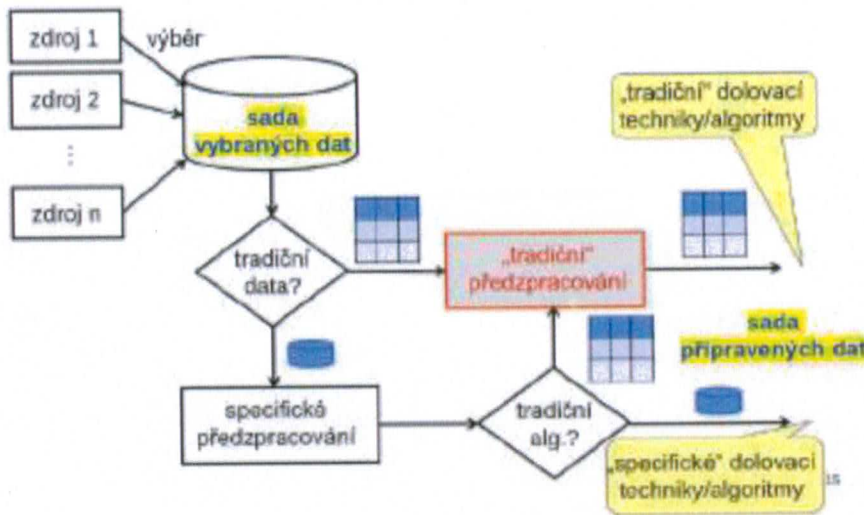 zdroj 1
výběr
zdroj 2
⋮
zdroj n
sada
vybraných dat
„tradiční“ dolovací
techniky/algoritmy
tradiční
data?
„tradiční“
předzpracování
sada
připravených dat
specifické
předzpracování
tradiční
alg.?
„specifické“ dolovací
techniky/algoritmy
15